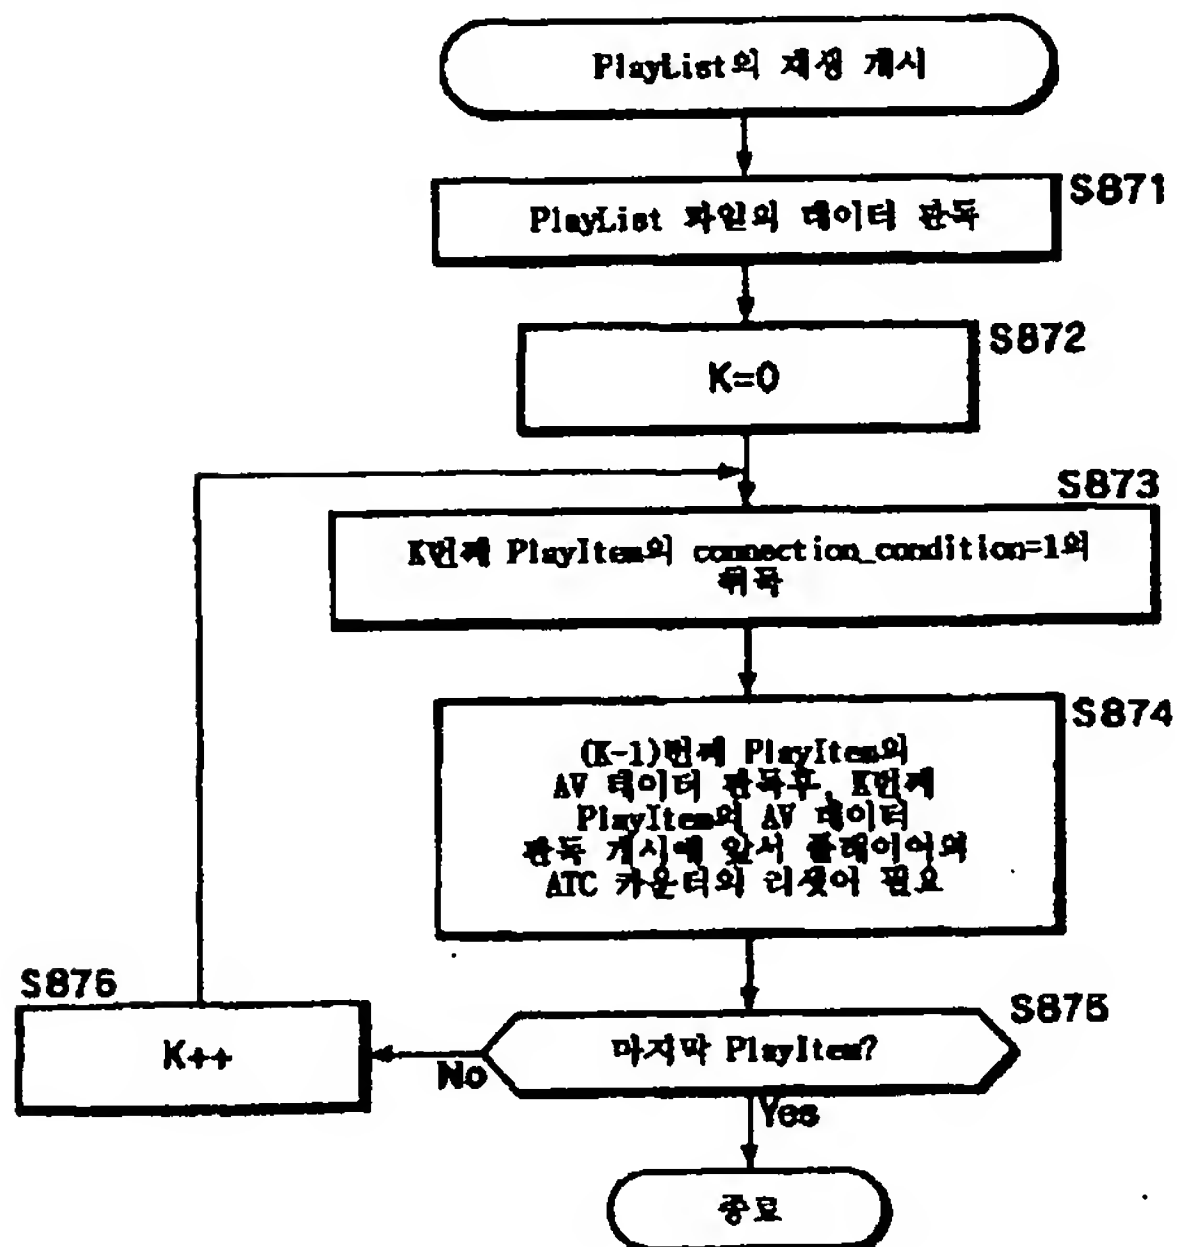 PlayList의 재생 개시
S871
PlayList 파일의 데이터 판독
S872
K=0
S873
K번째 PlayItem의 connection_condition=1의
취득
S874
(K-1)번째 PlayItem의
AV 데이터 판독후, K번째
PlayItem의 AV 데이터
판독 개시에 앞서 플레이어의
ATC 카운터의 리셋이 필요
S876
K++
S875
마지막 PlayItem?
No
Yes
종료